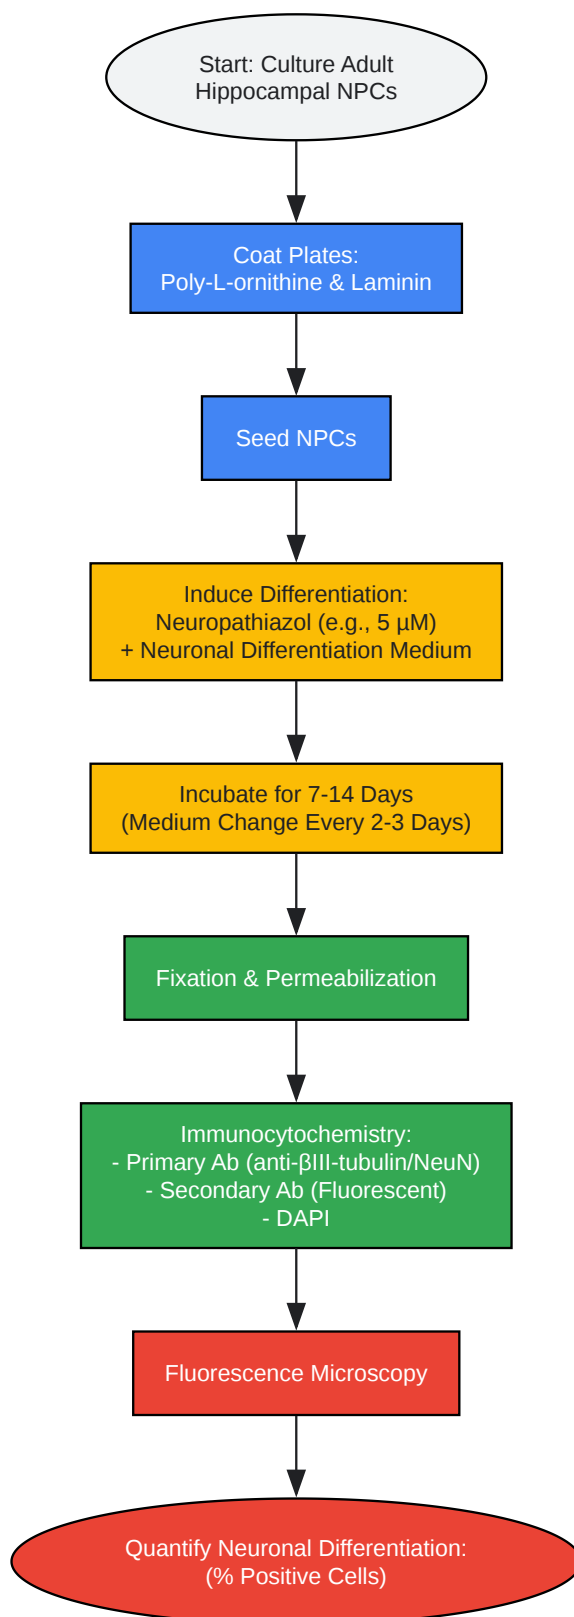 Start: Culture Adult
Hippocampal NPCs
Coat Plates:
Poly-L-ornithine & Laminin
Seed NPCs
Induce Differentiation:
Neuropathiazol (e.g., 5 µM)
+ Neuronal Differentiation Medium
Incubate for 7-14 Days
(Medium Change Every 2-3 Days)
Fixation & Permeabilization
Immunocytochemistry:
- Primary Ab (anti-βIII-tubulin/NeuN)
- Secondary Ab (Fluorescent)
- DAPI
Fluorescence Microscopy
Quantify Neuronal Differentiation:
(% Positive Cells)